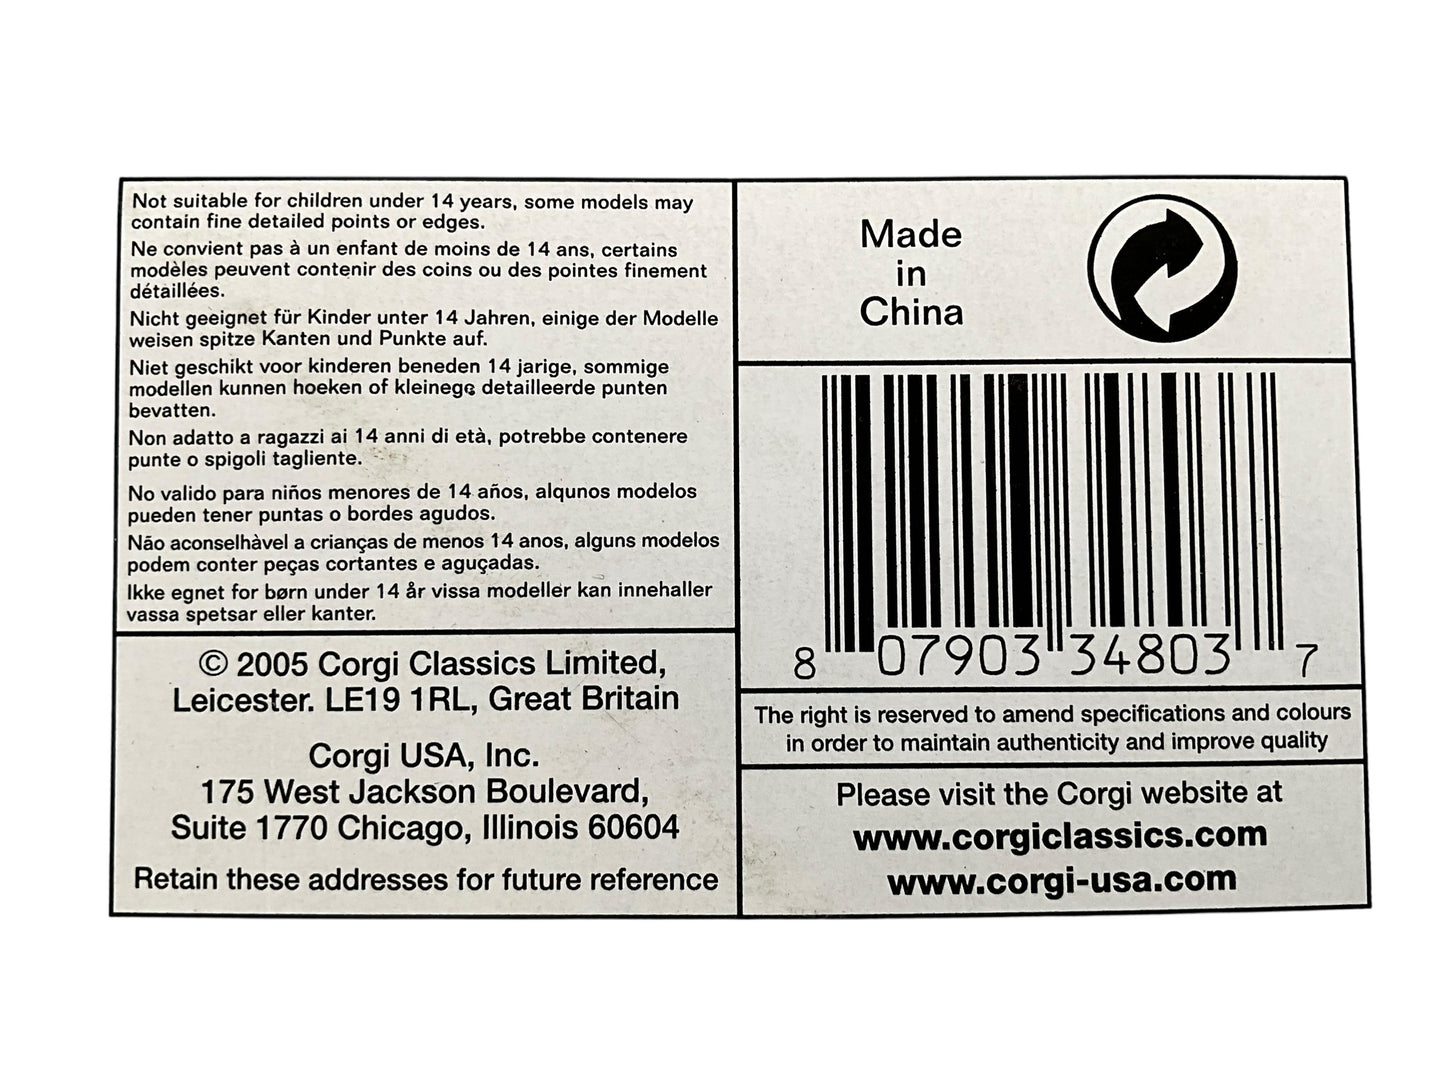 Not suitable for children under 14 years, some models may
contain fine detailed points or edges.
Ne convient pas à un enfant de moins de 14 ans, certains
modèles peuvent contenir des coins ou des pointes finement
détaillées.
Nicht geeignet für Kinder unter 14 Jahren, einige der Modelle
weisen spitze Kanten und Punkte auf.
Niet geschikt voor kinderen beneden 14 jarige, sommige
modellen kunnen hoeken of kleinege detailleerde punten
bevatten.
Non adatto a ragazzi ai 14 anni di età, potrebbe contenere
punte o spigoli tagliente.
No valido para niños menores de 14 años, alqunos modelos
pueden tener puntas o bordes agudos.
Não aconselhàvel a crianças de menos 14 anos, alguns modelos
podem conter peças cortantes e aguçadas.
Ikke egnet for børn under 14 år vissa modeller kan innehaller
vassa spetsar eller kanter.
© 2005 Corgi Classics Limited,
Leicester. LE19 1RL, Great Britain
Corgi USA, Inc.
175 West Jackson Boulevard,
Suite 1770 Chicago, Illinois 60604
Retain these addresses for future reference
Made
in
China
8 07903 34803 7
The right is reserved to amend specifications and colours
in order to maintain authenticity and improve quality
Please visit the Corgi website at
www.corgiclassics.com
www.corgi-usa.com